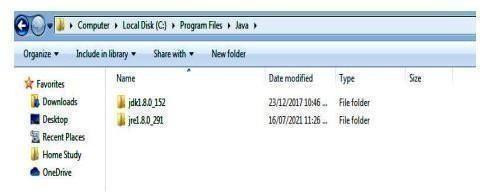 Computer ▸ Local Disk (C:) ▸ Program Files ▸ Java ▸
Organize ▾ Include in library ▾ Share with ▾ New folder
Favorites
Downloads
Desktop
Recent Places
Home Study
OneDrive
Name Date modified Type Size
jdk1.8.0_152 23/12/2017 10:46 ... File folder
jre1.8.0_291 16/07/2021 11:26 ... File folder